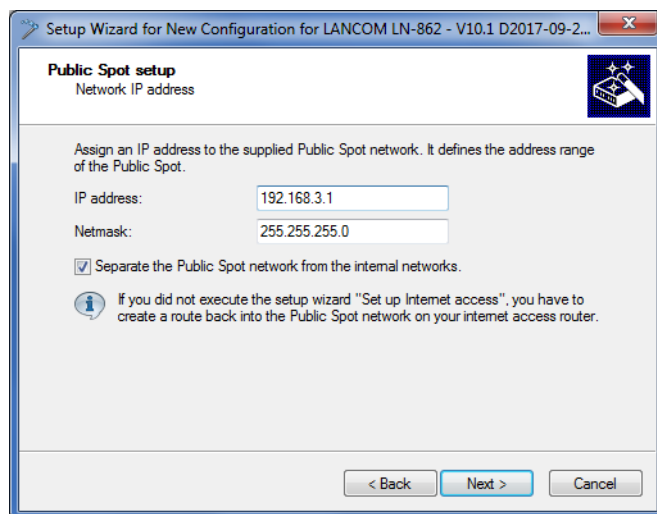 Setup Wizard for New Configuration for LANCOM LN-862 - V10.1 D2017-09-2...
Public Spot setup
Network IP address
Assign an IP address to the supplied Public Spot network. It defines the address range
of the Public Spot.
IP address:
192.168.3.1
Netmask:
255.255.255.0
Separate the Public Spot network from the internal networks.
If you did not execute the setup wizard "Set up Internet access", you have to
create a route back into the Public Spot network on your internet access router.
< Back
Next >
Cancel